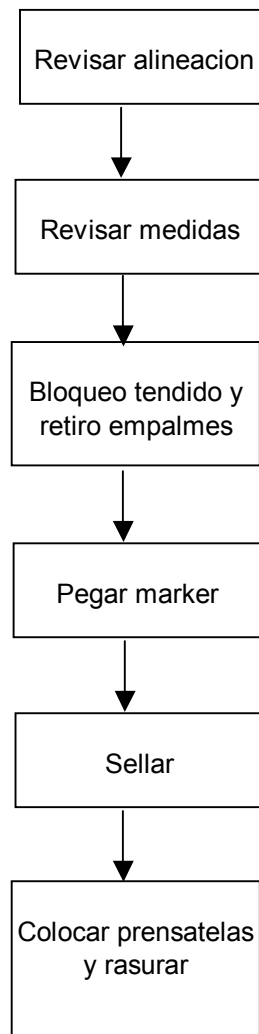 Revisar alineacion
Revisar medidas
Bloqueo tendido y
retiro empalmes
Pegar marker
Sellar
Colocar prensatelas
y rasurar